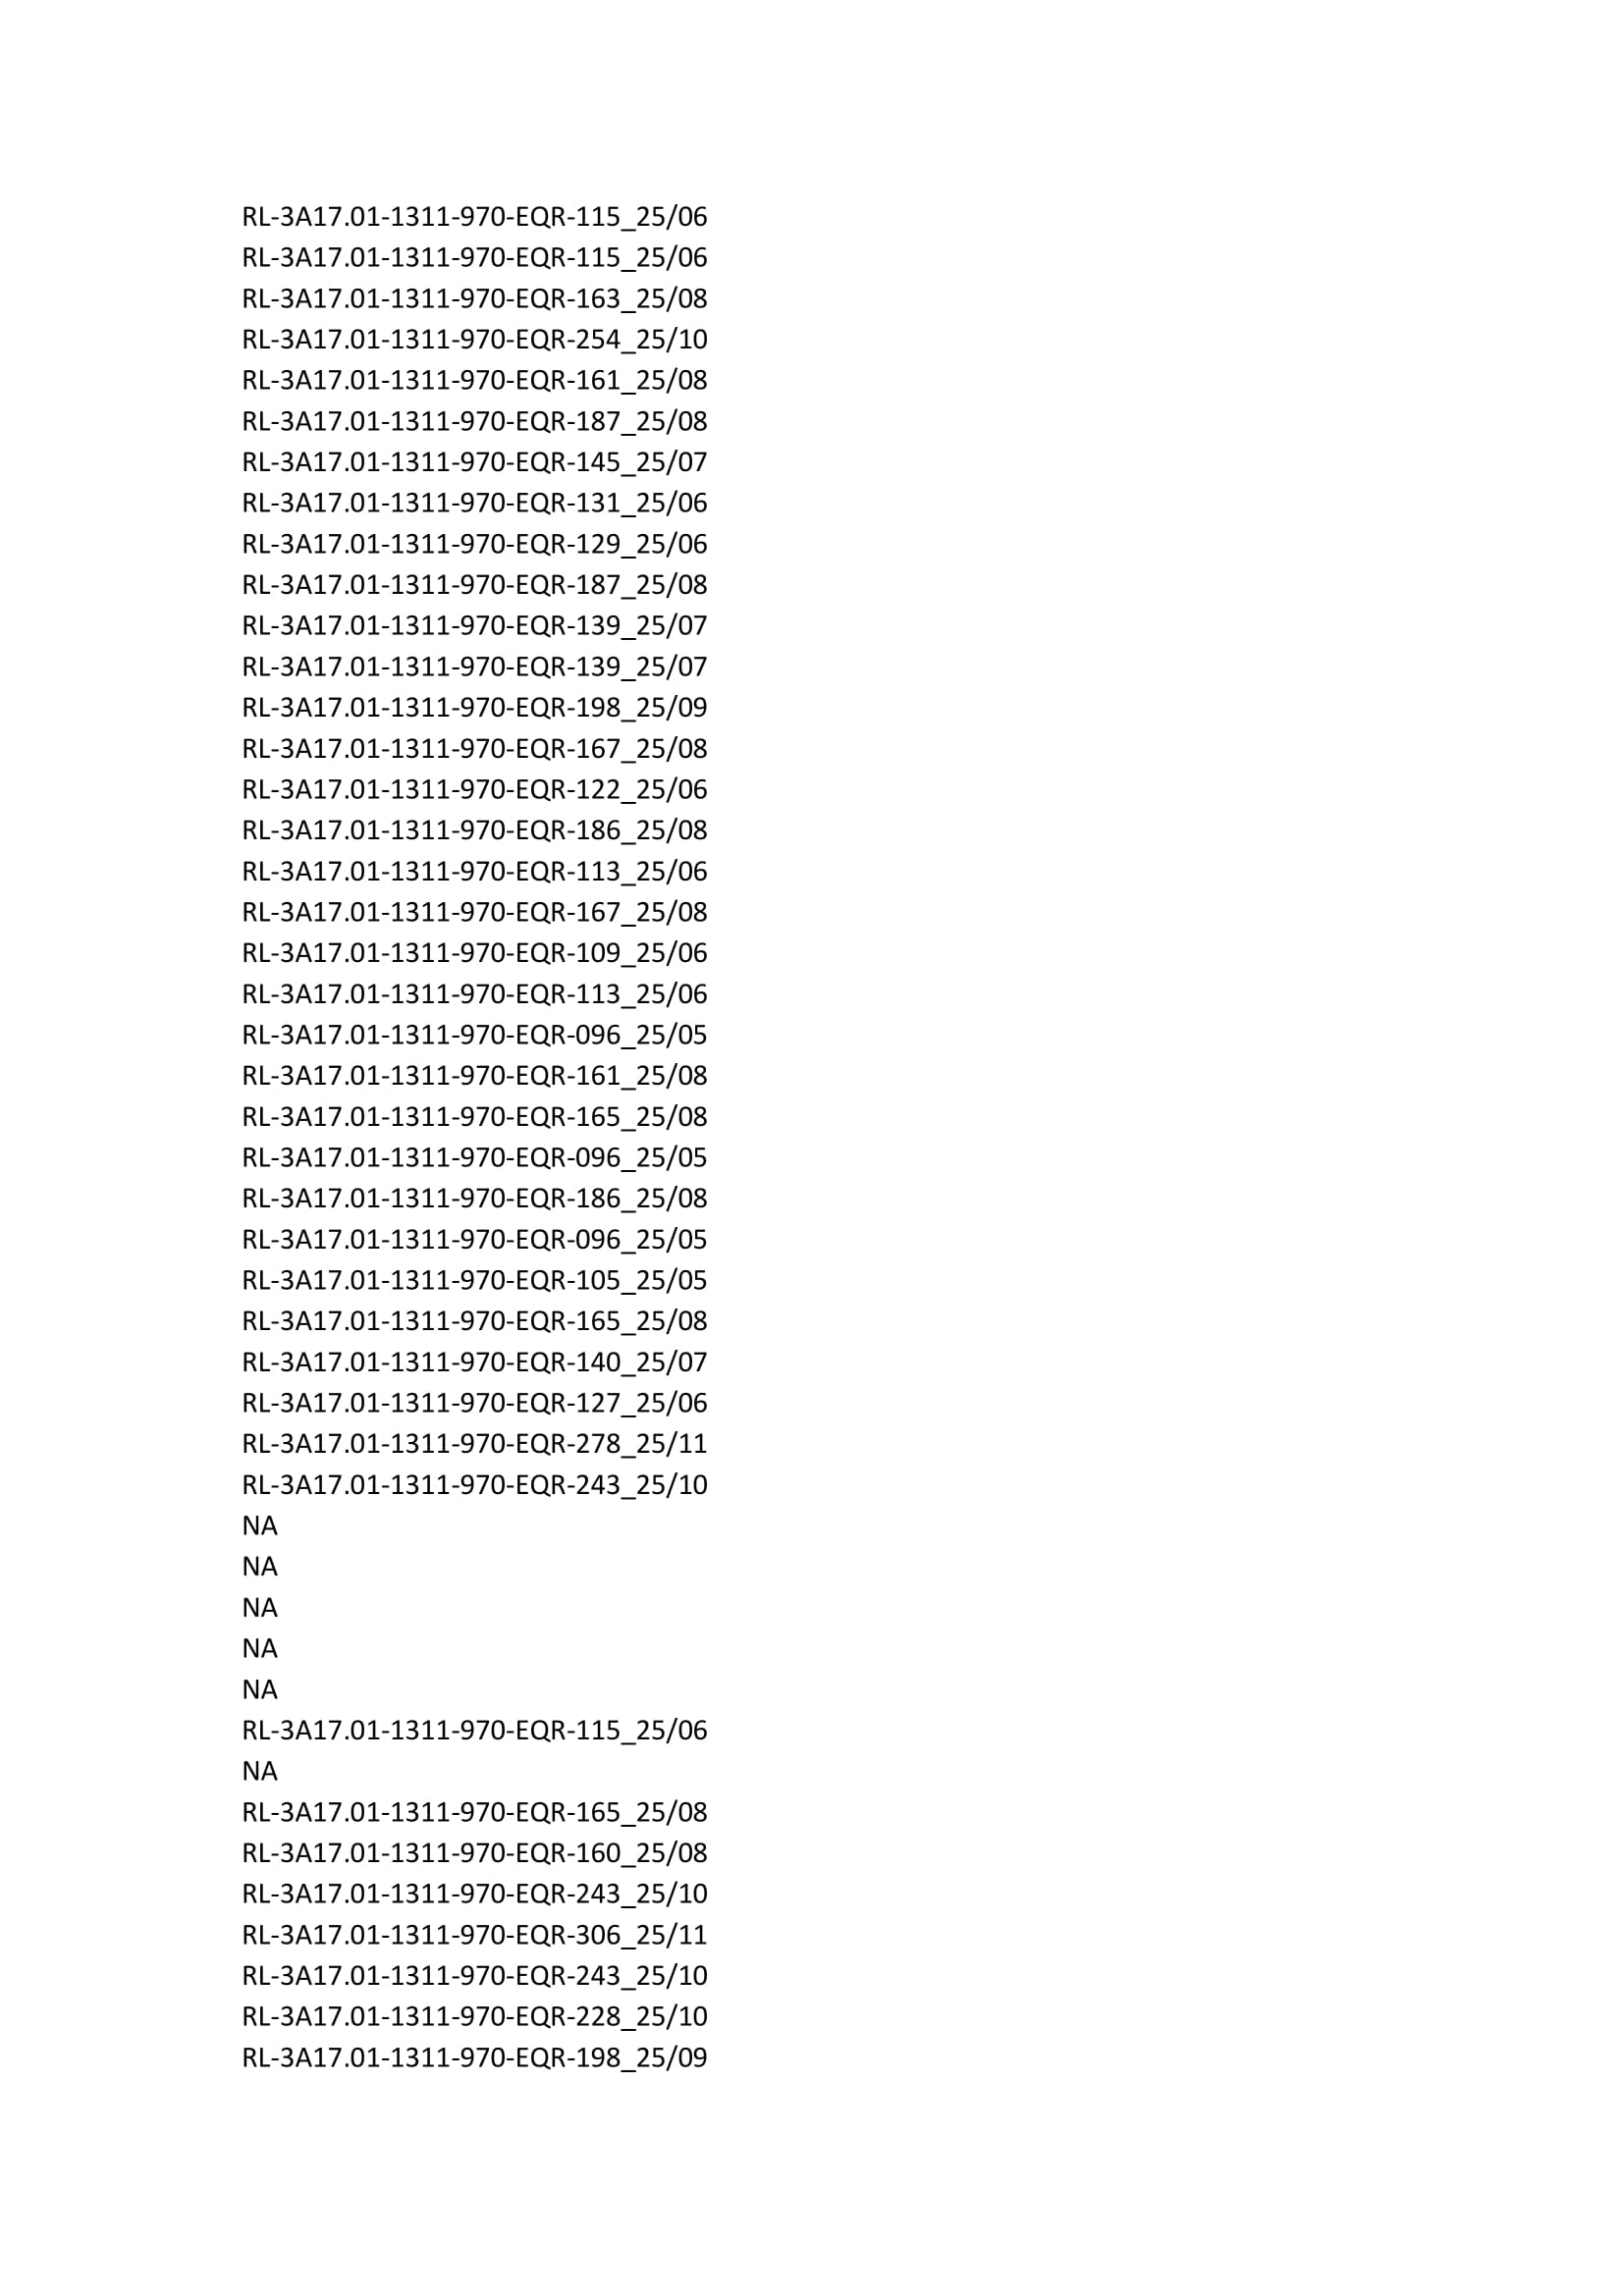 RL-3A17.01-1311-970-EQR-115_25/06
RL-3A17.01-1311-970-EQR-115_25/06
RL-3A17.01-1311-970-EQR-163_25/08
RL-3A17.01-1311-970-EQR-254_25/10
RL-3A17.01-1311-970-EQR-161_25/08
RL-3A17.01-1311-970-EQR-187_25/08
RL-3A17.01-1311-970-EQR-145_25/07
RL-3A17.01-1311-970-EQR-131_25/06
RL-3A17.01-1311-970-EQR-129_25/06
RL-3A17.01-1311-970-EQR-187_25/08
RL-3A17.01-1311-970-EQR-139_25/07
RL-3A17.01-1311-970-EQR-139_25/07
RL-3A17.01-1311-970-EQR-198_25/09
RL-3A17.01-1311-970-EQR-167_25/08
RL-3A17.01-1311-970-EQR-122_25/06
RL-3A17.01-1311-970-EQR-186_25/08
RL-3A17.01-1311-970-EQR-113_25/06
RL-3A17.01-1311-970-EQR-167_25/08
RL-3A17.01-1311-970-EQR-109_25/06
RL-3A17.01-1311-970-EQR-113_25/06
RL-3A17.01-1311-970-EQR-096_25/05
RL-3A17.01-1311-970-EQR-161_25/08
RL-3A17.01-1311-970-EQR-165_25/08
RL-3A17.01-1311-970-EQR-096_25/05
RL-3A17.01-1311-970-EQR-186_25/08
RL-3A17.01-1311-970-EQR-096_25/05
RL-3A17.01-1311-970-EQR-105_25/05
RL-3A17.01-1311-970-EQR-165_25/08
RL-3A17.01-1311-970-EQR-140_25/07
RL-3A17.01-1311-970-EQR-127_25/06
RL-3A17.01-1311-970-EQR-278_25/11
RL-3A17.01-1311-970-EQR-243_25/10
NA
NA
NA
NA
NA
RL-3A17.01-1311-970-EQR-115_25/06
NA
RL-3A17.01-1311-970-EQR-165_25/08
RL-3A17.01-1311-970-EQR-160_25/08
RL-3A17.01-1311-970-EQR-243_25/10
RL-3A17.01-1311-970-EQR-306_25/11
RL-3A17.01-1311-970-EQR-243_25/10
RL-3A17.01-1311-970-EQR-228_25/10
RL-3A17.01-1311-970-EQR-198_25/09